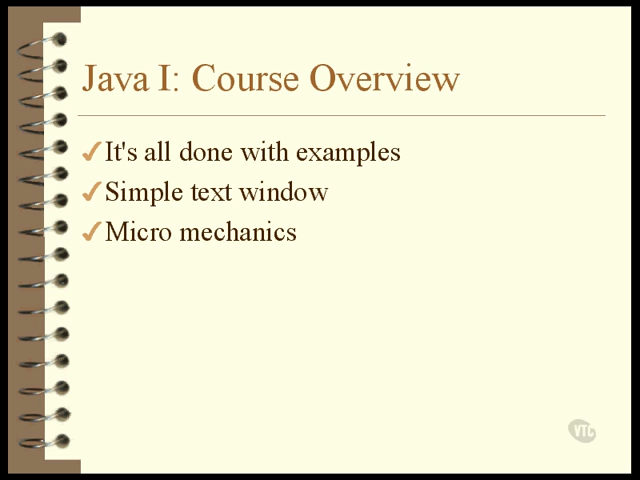 Java I: Course Overview
It's all done with examples
Simple text window
Micro mechanics
VTC